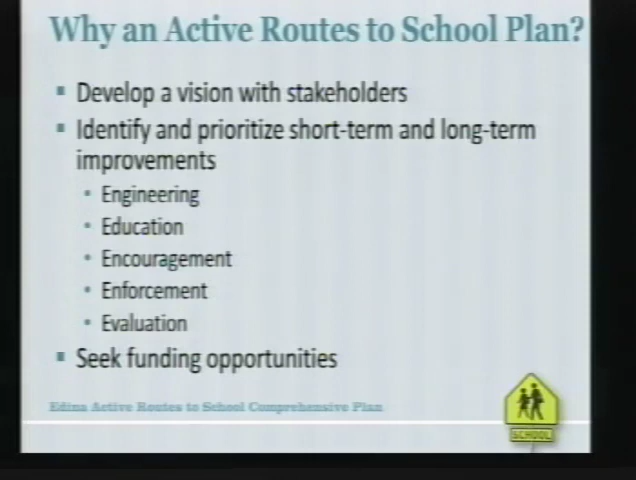 Why an Active Routes to School Plan?
Develop a vision with stakeholders
Identify and prioritize short-term and long-term
improvements
Engineering
Education
Encouragement
Enforcement
Evaluation
Seek funding opportunities
Edina Active Routes to School Comprehensive Plan
SCHOOL